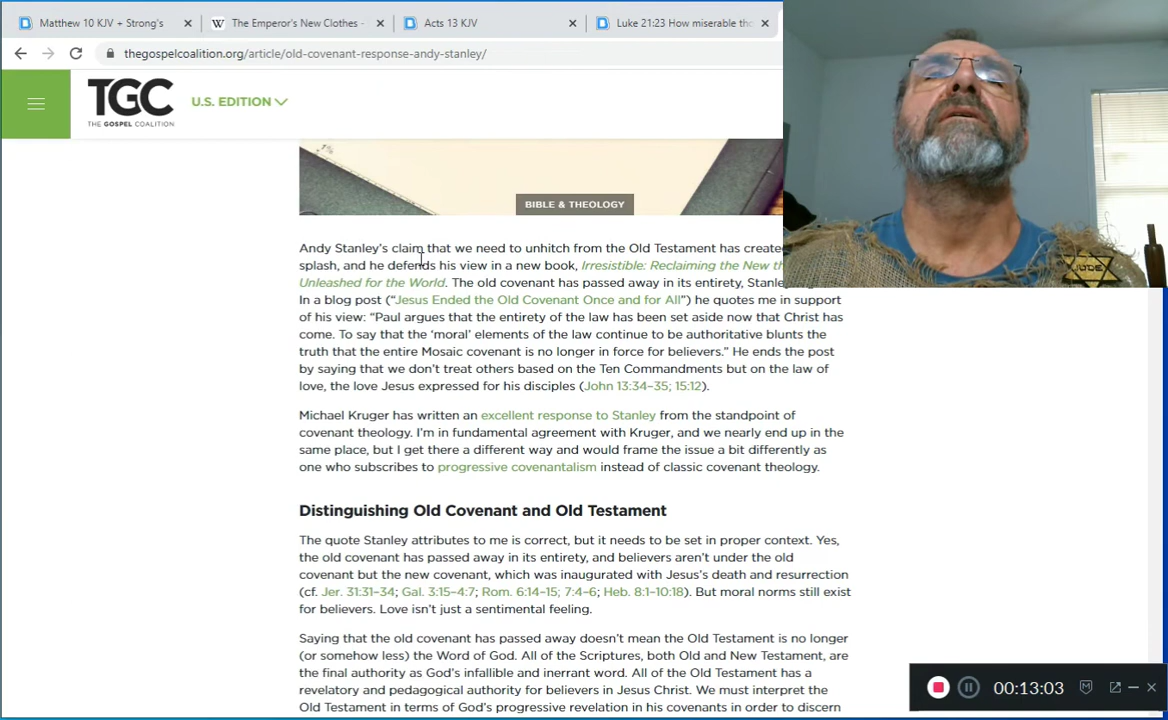 Matthew 10 KJV + Strong's
The Emperor's New Clothes -
Acts 13 KJV
Luke 21:23 How miserable tho
thegospelcoalition.org/article/old-covenant-response-andy-stanley/
TGC
THE GOSPEL COALITION
U.S. EDITION
BIBLE & THEOLOGY
Andy Stanley's claim that we need to unhitch from the Old Testament has create
splash, and he defends his view in a new book, Irresistible: Reclaiming the New th
Unleashed for the World. The old covenant has passed away in its entirety, Stanley
In a blog post ("Jesus Ended the Old Covenant Once and for All") he quotes me in support
of his view: "Paul argues that the entirety of the law has been set aside now that Christ has
come. To say that the 'moral' elements of the law continue to be authoritative blunts the
truth that the entire Mosaic covenant is no longer in force for believers." He ends the post
by saying that we don't treat others based on the Ten Commandments but on the law of
love, the love Jesus expressed for his disciples (John 13:34–35; 15:12).
Michael Kruger has written an excellent response to Stanley from the standpoint of
covenant theology. I'm in fundamental agreement with Kruger, and we nearly end up in the
same place, but I get there a different way and would frame the issue a bit differently as
one who subscribes to progressive covenantalism instead of classic covenant theology.
Distinguishing Old Covenant and Old Testament
The quote Stanley attributes to me is correct, but it needs to be set in proper context. Yes,
the old covenant has passed away in its entirety, and believers aren't under the old
covenant but the new covenant, which was inaugurated with Jesus's death and resurrection
(cf. Jer. 31:31–34; Gal. 3:15–4:7; Rom. 6:14–15; 7:4–6; Heb. 8:1–10:18). But moral norms still exist
for believers. Love isn't just a sentimental feeling.
Saying that the old covenant has passed away doesn't mean the Old Testament is no longer
(or somehow less) the Word of God. All of the Scriptures, both Old and New Testament, are
the final authority as God's infallible and inerrant word. All of the Old Testament has a
revelatory and pedagogical authority for believers in Jesus Christ. We must interpret the
Old Testament in terms of God's progressive revelation in his covenants in order to discern
JUDE
00:13:03